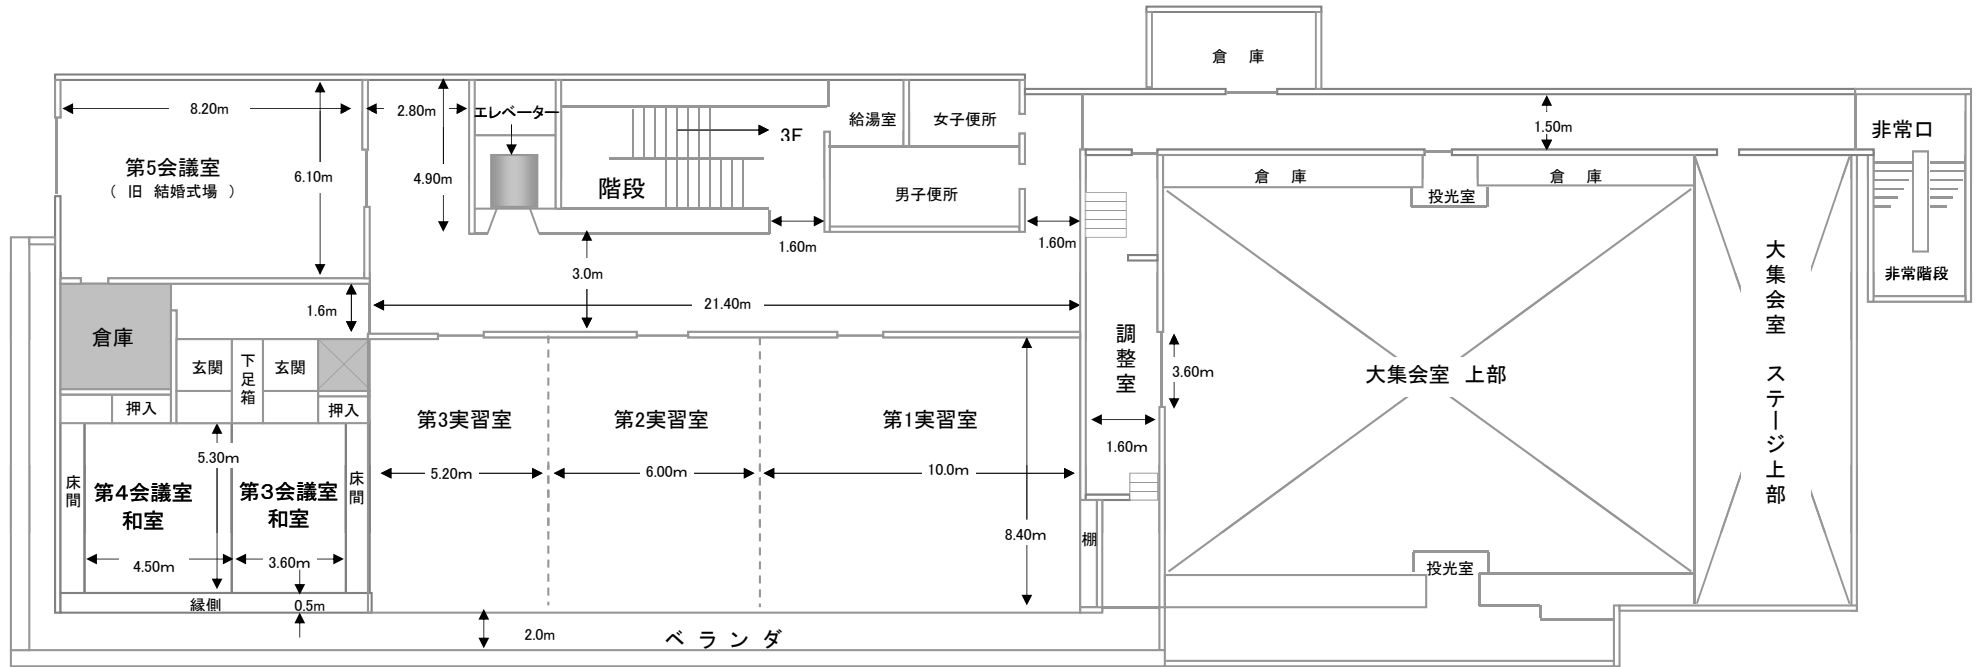 倉　庫
8.20m
2.80m
エレベーター
3F
給湯室
女子便所
1.50m
非常口
第5会議室
（　旧　結婚式場　）
6.10m
4.90m
階段
男子便所
倉　庫
投光室
倉　庫
1.60m
1.60m
3.0m
大集会室　ステージ上部
非常階段
21.40m
1.6m
倉庫
玄関
下足箱
玄関
調整室
3.60m
大集会室　上部
押入
押入
第3実習室
第2実習室
第1実習室
1.60m
5.30m
5.20m
6.00m
10.0m
床間
第４会議室
和室
第３会議室
和室
床間
8.40m
棚
4.50m
3.60m
投光室
縁側
0.5m
2.0m
ベ ラ ン ダ